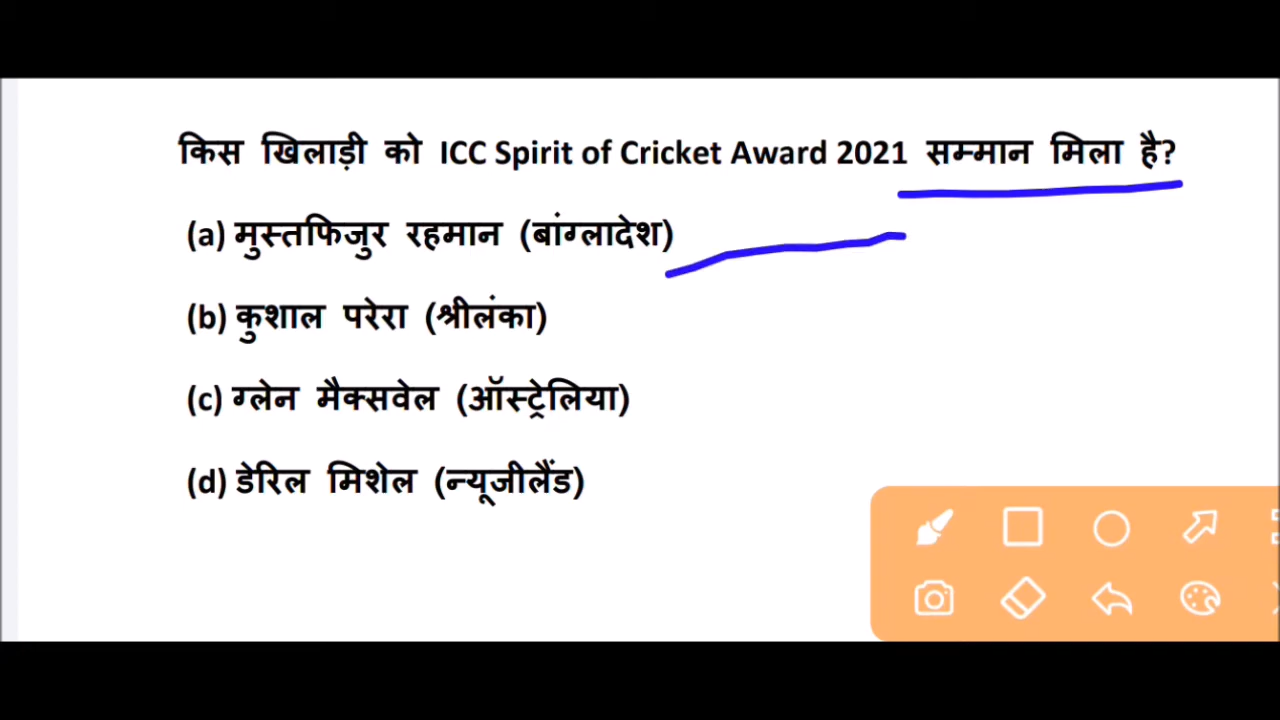 किस खिलाड़ी को ICC Spirit of Cricket Award 2021 सम्मान मिला है?
(a) मुस्तफिजुर रहमान (बांग्लादेश)
(b) कुशाल परेरा (श्रीलंका)
(c) ग्लेन मैक्सवेल (ऑस्ट्रेलिया)
(d) डेरिल मिशेल (न्यूजीलैंड)